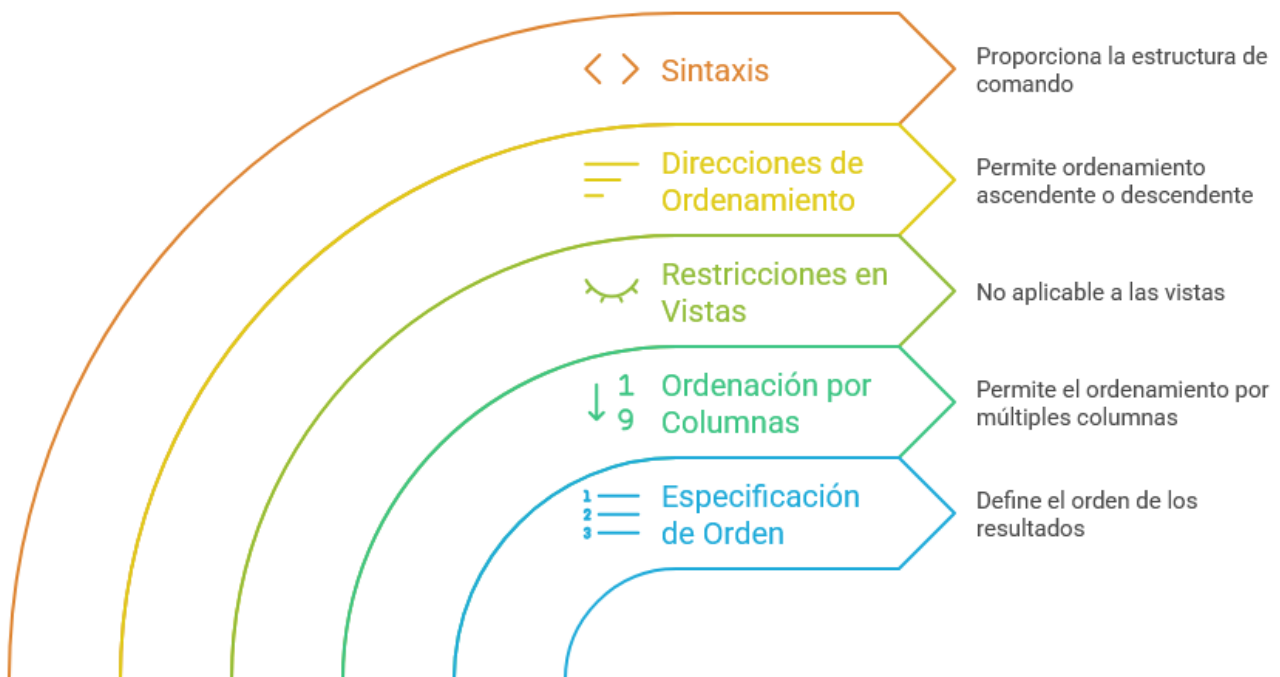 Sintaxis
Proporciona la estructura de
comando
Direcciones de
Ordenamiento
Permite ordenamiento
ascendente o descendente
Restricciones en
Vistas
No aplicable a las vistas
1
9
Ordenación por
Columnas
Permite el ordenamiento por
múltiples columnas
1
2
3
Especificación
de Orden
Define el orden de los
resultados